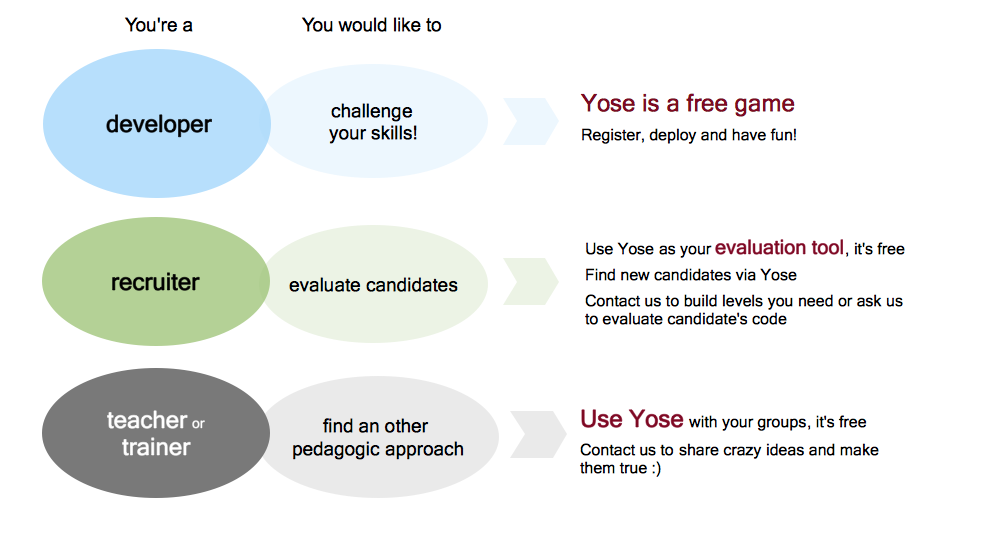 You're a
You would like to
developer
challenge
your skills!
Yose is a free game
Register, deploy and have fun!
recruiter
evaluate candidates
Use Yose as your evaluation tool, it's free
Find new candidates via Yose
Contact us to build levels you need or ask us
to evaluate candidate's code
teacher or
trainer
find an other
pedagogic approach
Use Yose with your groups, it's free
Contact us to share crazy ideas and make
them true :)